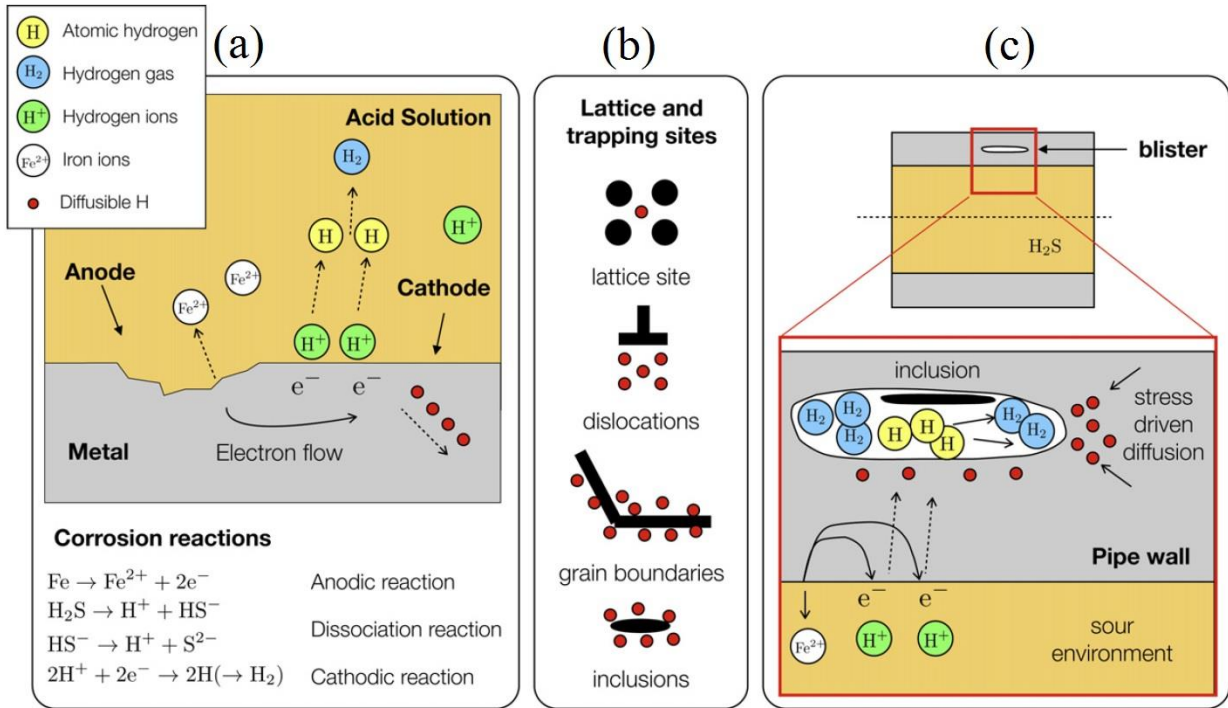 (a)
(b)
(c)
H Atomic hydrogen
H₂ Hydrogen gas
H⁺ Hydrogen ions
Fe²⁺ Iron ions
Diffusible H
Acid Solution
H₂
H H
H⁺
Anode
Fe²⁺
Fe²⁺
Cathode
H⁺ H⁺
e⁻ e⁻
Metal
Electron flow
Corrosion reactions
Fe → Fe²⁺ + 2e⁻ Anodic reaction
H₂S → H⁺ + HS⁻
Dissociation reaction
HS⁻ → H⁺ + S²⁻
2H⁺ + 2e⁻ → 2H(→ H₂) Cathodic reaction
Lattice and
trapping sites
lattice site
dislocations
grain boundaries
inclusions
blister
H₂S
inclusion
H₂ H₂ H₂
H H H
H₂ H₂
stress
driven
diffusion
Pipe wall
e⁻ e⁻
Fe²⁺ H⁺ H⁺
sour
environment